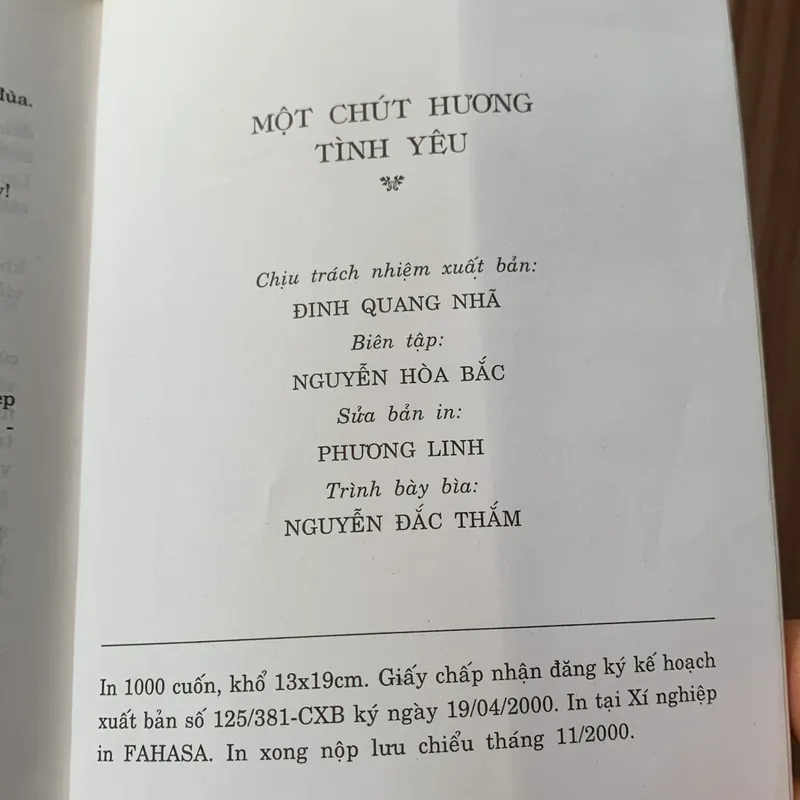 đùa.
MỘT CHÚT HƯƠNG
TÌNH YÊU
Chịu trách nhiệm xuất bản:
ĐINH QUANG NHÃ
Biên tập:
NGUYỄN HÒA BẮC
Sửa bản in:
PHƯƠNG LINH
Trình bày bìa:
NGUYỄN ĐẮC THẮM
In 1000 cuốn, khổ 13x19cm. Giấy chấp nhận đăng ký kế hoạch
xuất bản số 125/381-CXB ký ngày 19/04/2000. In tại Xí nghiệp
in FAHASA. In xong nộp lưu chiểu tháng 11/2000.